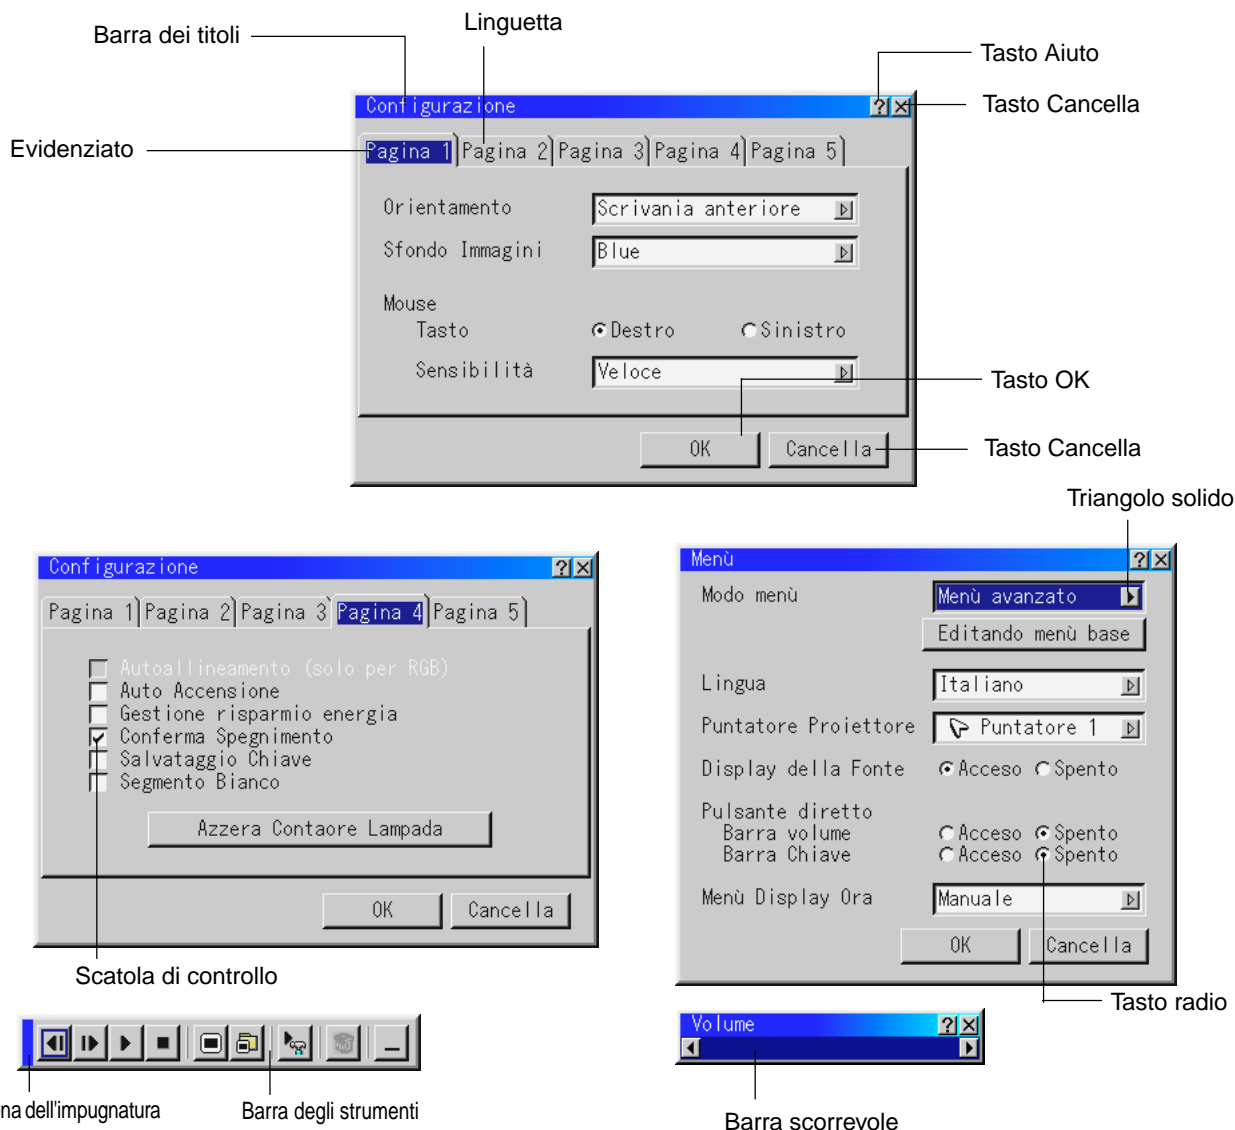 Linguetta
Barra dei titoli
Tasto Aiuto
Configurazione ? ×
Tasto Cancella
Evidenziato
Pagina 1 Pagina 2 Pagina 3 Pagina 4 Pagina 5
Orientamento Scrivania anteriore
Sfondo Immagini Blue
Mouse
Tasto Destro Sinistro
Sensibilità Veloce
Tasto OK
OK Cancella
Tasto Cancella
Triangolo solido
Configurazione ? ×
Pagina 1 Pagina 2 Pagina 3 Pagina 4 Pagina 5
Autoallineamento (solo per RGB)
Auto Accensione
Gestione risparmio energia
Conferma Spegnimento
Salvataggio Chiave
Segmento Bianco
Azzera Contaore Lampada
OK Cancella
Scatola di controllo
Menù ? ×
Modo menù Menù avanzato
Editando menù base
Lingua Italiano
Puntatore Proiettore Puntatore 1
Display della Fonte Acceso Spento
Pulsante diretto
Barra volume Acceso Spento
Barra Chiave Acceso Spento
Menù Display Ora Manuale
OK Cancella
Tasto radio
Volume ? ×
dell'impugnatura
Barra degli strumenti
Barra scorrevole